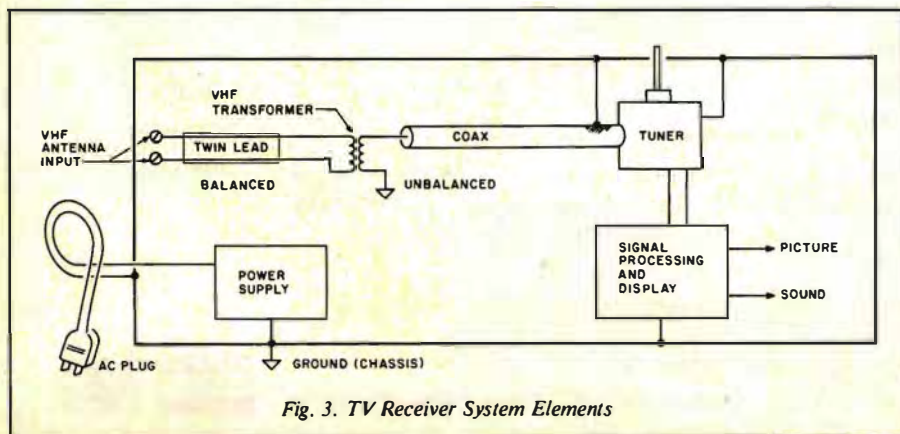 VHF
TRANSFORMER
VHF
ANTENNA
INPUT
TWIN LEAD
COAX
TUNER
BALANCED
UNBALANCED
POWER
SUPPLY
SIGNAL
PROCESSING
AND
DISPLAY
PICTURE
SOUND
AC PLUG
GROUND (CHASSIS)
Fig. 3. TV Receiver System Elements